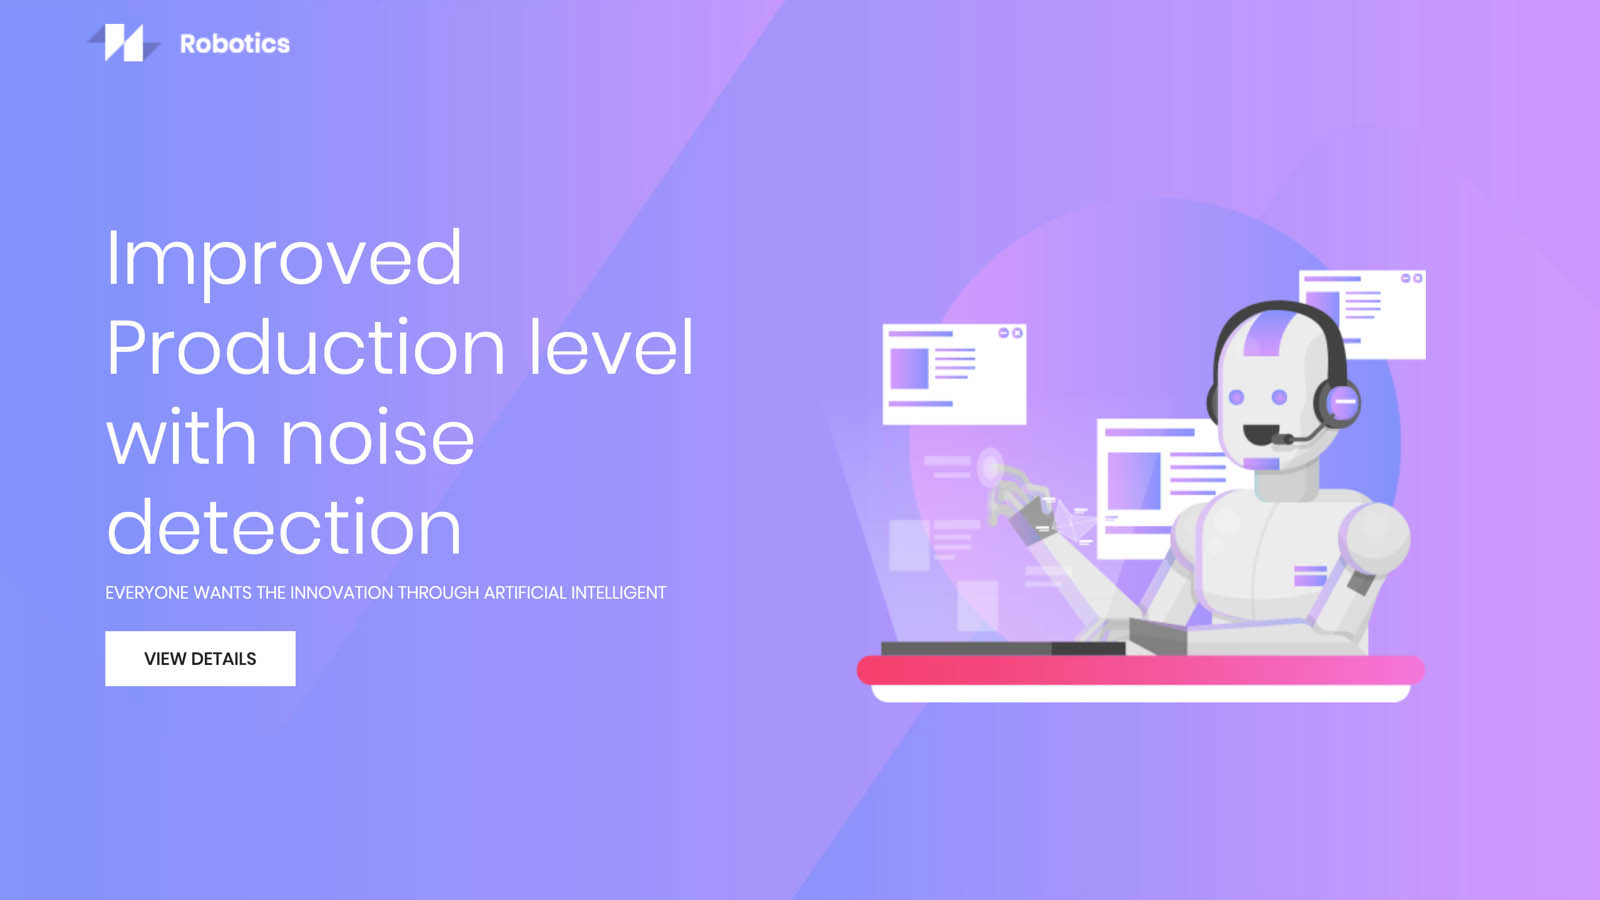 Robotics
Improved
Production level
with noise
detection
EVERYONE WANTS THE INNOVATION THROUGH ARTIFICIAL INTELLIGENT
VIEW DETAILS